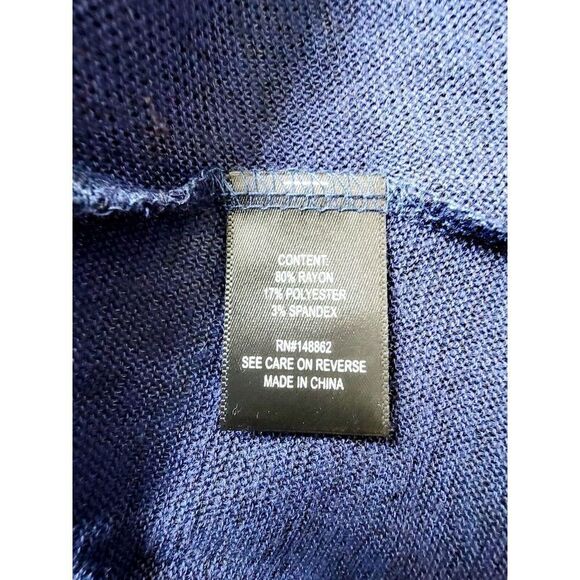 CONTENT:
80% RAYON
17% POLYESTER
3% SPANDEX
RN#148862
SEE CARE ON REVERSE
MADE IN CHINA